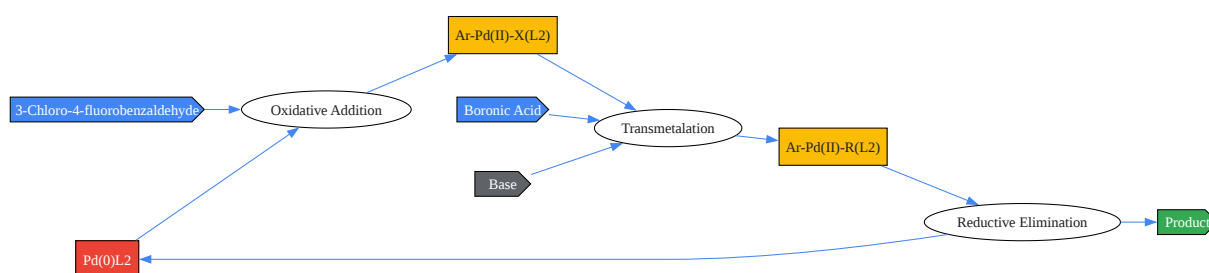 Ar-Pd(II)-X(L2)
3-Chloro-4-fluorobenzaldehyde
Oxidative Addition
Boronic Acid
Transmetalation
Ar-Pd(II)-R(L2)
Base
Reductive Elimination
Product
Pd(0)L2